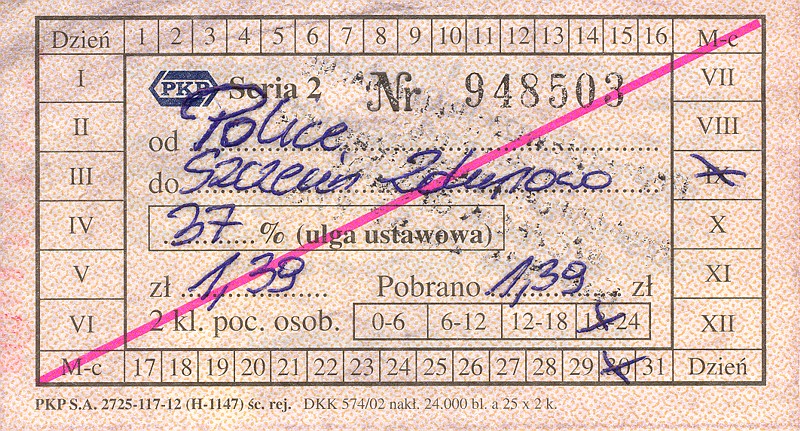 Dzień 1 2 3 4 5 6 7 8 9 10 11 12 13 14 15 16 M-c
I PKP Seria 2 Nr 948503 VII
II od Police VIII
III do Szczecin Zdunowo IX
IV 37 % (ulga ustawowa) X
V zł 1,39 Pobrano 1,39 zł XI
VI 2 kl. poc. osob. 0-6 6-12 12-18 18-24 XII
M-c 17 18 19 20 21 22 23 24 25 26 27 28 29 30 31 Dzień
PKP S.A. 2725-117-12 (H-1147) śc. rej. DKK 574/02 nakł. 24.000 bl. a 25 x 2 k.